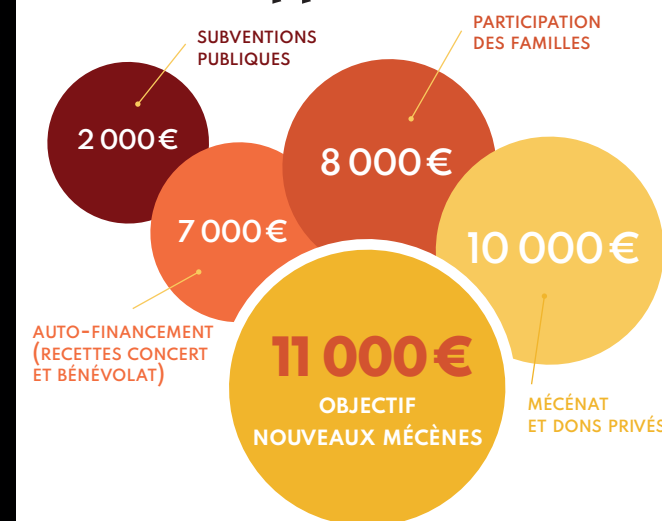 SUBVENTIONS
PUBLIQUES
PARTICIPATION
DES FAMILLES
2 000 €
8 000 €
7 000 €
10 000 €
AUTO-FINANCEMENT
(RECETTES CONCERT
ET BÉNÉVOLAT)
11 000 €
OBJECTIF
NOUVEAUX MÉCÈNES
MÉCÉNAT
ET DONS PRIVÉS